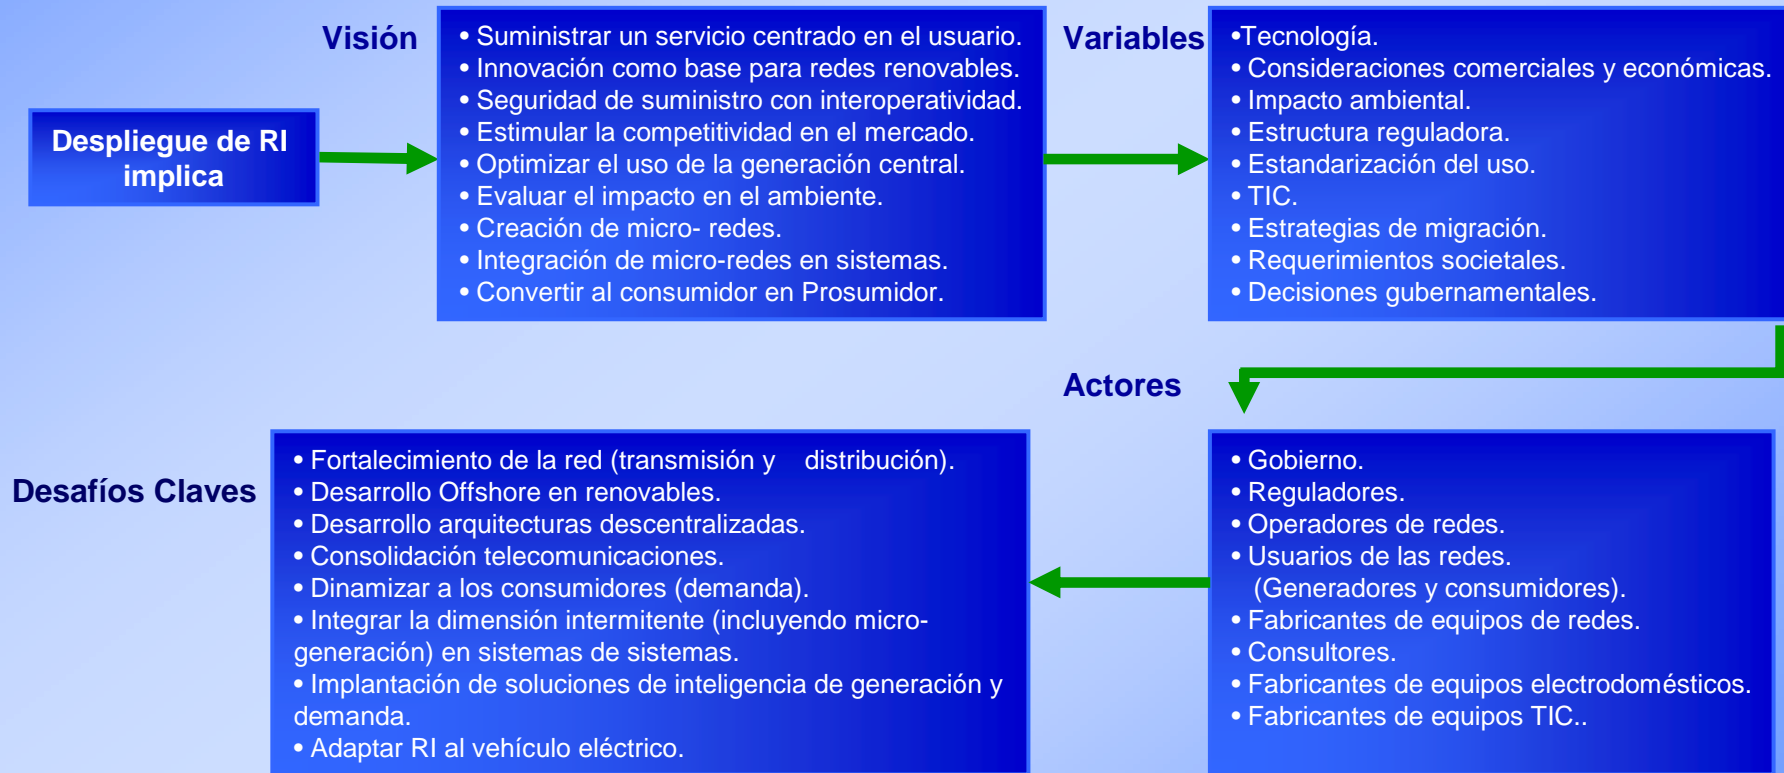 Despliegue de RI
implica
Visión
• Suministrar un servicio centrado en el usuario.
• Innovación como base para redes renovables.
• Seguridad de suministro con interoperatividad.
• Estimular la competitividad en el mercado.
• Optimizar el uso de la generación central.
• Evaluar el impacto en el ambiente.
• Creación de micro- redes.
• Integración de micro-redes en sistemas.
• Convertir al consumidor en Prosumidor.
Variables
•Tecnología.
• Consideraciones comerciales y económicas.
• Impacto ambiental.
• Estructura reguladora.
• Estandarización del uso.
• TIC.
• Estrategias de migración.
• Requerimientos societales.
• Decisiones gubernamentales.
Actores
• Gobierno.
• Reguladores.
• Operadores de redes.
• Usuarios de las redes.
(Generadores y consumidores).
• Fabricantes de equipos de redes.
• Consultores.
• Fabricantes de equipos electrodomésticos.
• Fabricantes de equipos TIC..
Desafíos Claves
• Fortalecimiento de la red (transmisión y distribución).
• Desarrollo Offshore en renovables.
• Desarrollo arquitecturas descentralizadas.
• Consolidación telecomunicaciones.
• Dinamizar a los consumidores (demanda).
• Integrar la dimensión intermitente (incluyendo micro-
generación) en sistemas de sistemas.
• Implantación de soluciones de inteligencia de generación y
demanda.
• Adaptar RI al vehículo eléctrico.